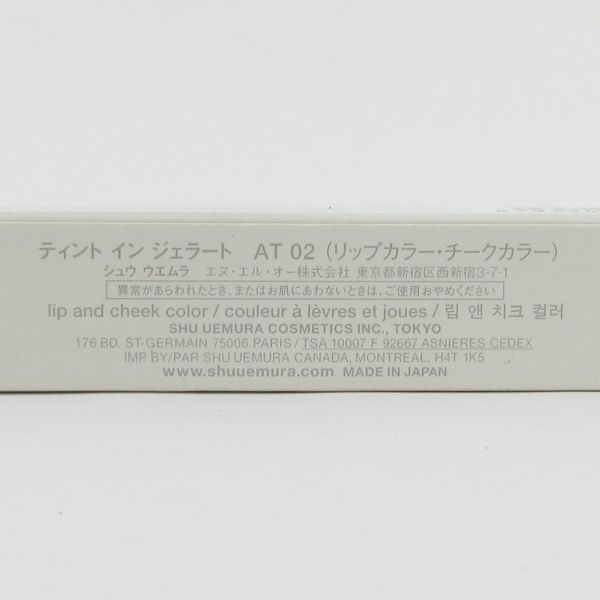 ティント イン ジェラート AT 02 (リップカラー・チークカラー)
シュウ ウエムラ エヌ・エル・オー株式会社 東京都新宿区西新宿3-7-1
異常があらわれたとき、またはお肌にあわないときは、ご使用おやめください
lip and cheek color / couleur à lèvres et joues / 립 앤 치크 컬러
SHU UEMURA COSMETICS INC., TOKYO
176 BD. ST-GERMAIN 75006 PARIS / TSA 10007 F 92667 ASNIERES CEDEX
IMP. BY/PAR SHU UEMURA CANADA, MONTREAL, H4T 1K5
www.shuuemura.com MADE IN JAPAN